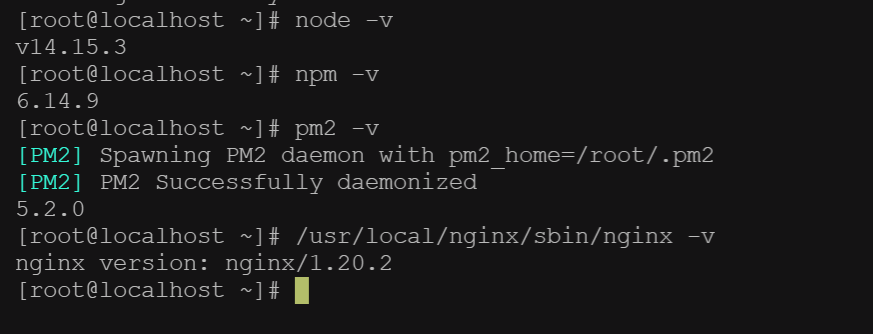 [root@localhost ~]# node -v
v14.15.3
[root@localhost ~]# npm -v
6.14.9
[root@localhost ~]# pm2 -v
[PM2] Spawning PM2 daemon with pm2_home=/root/.pm2
[PM2] PM2 Successfully daemonized
5.2.0
[root@localhost ~]# /usr/local/nginx/sbin/nginx -v
nginx version: nginx/1.20.2
[root@localhost ~]#